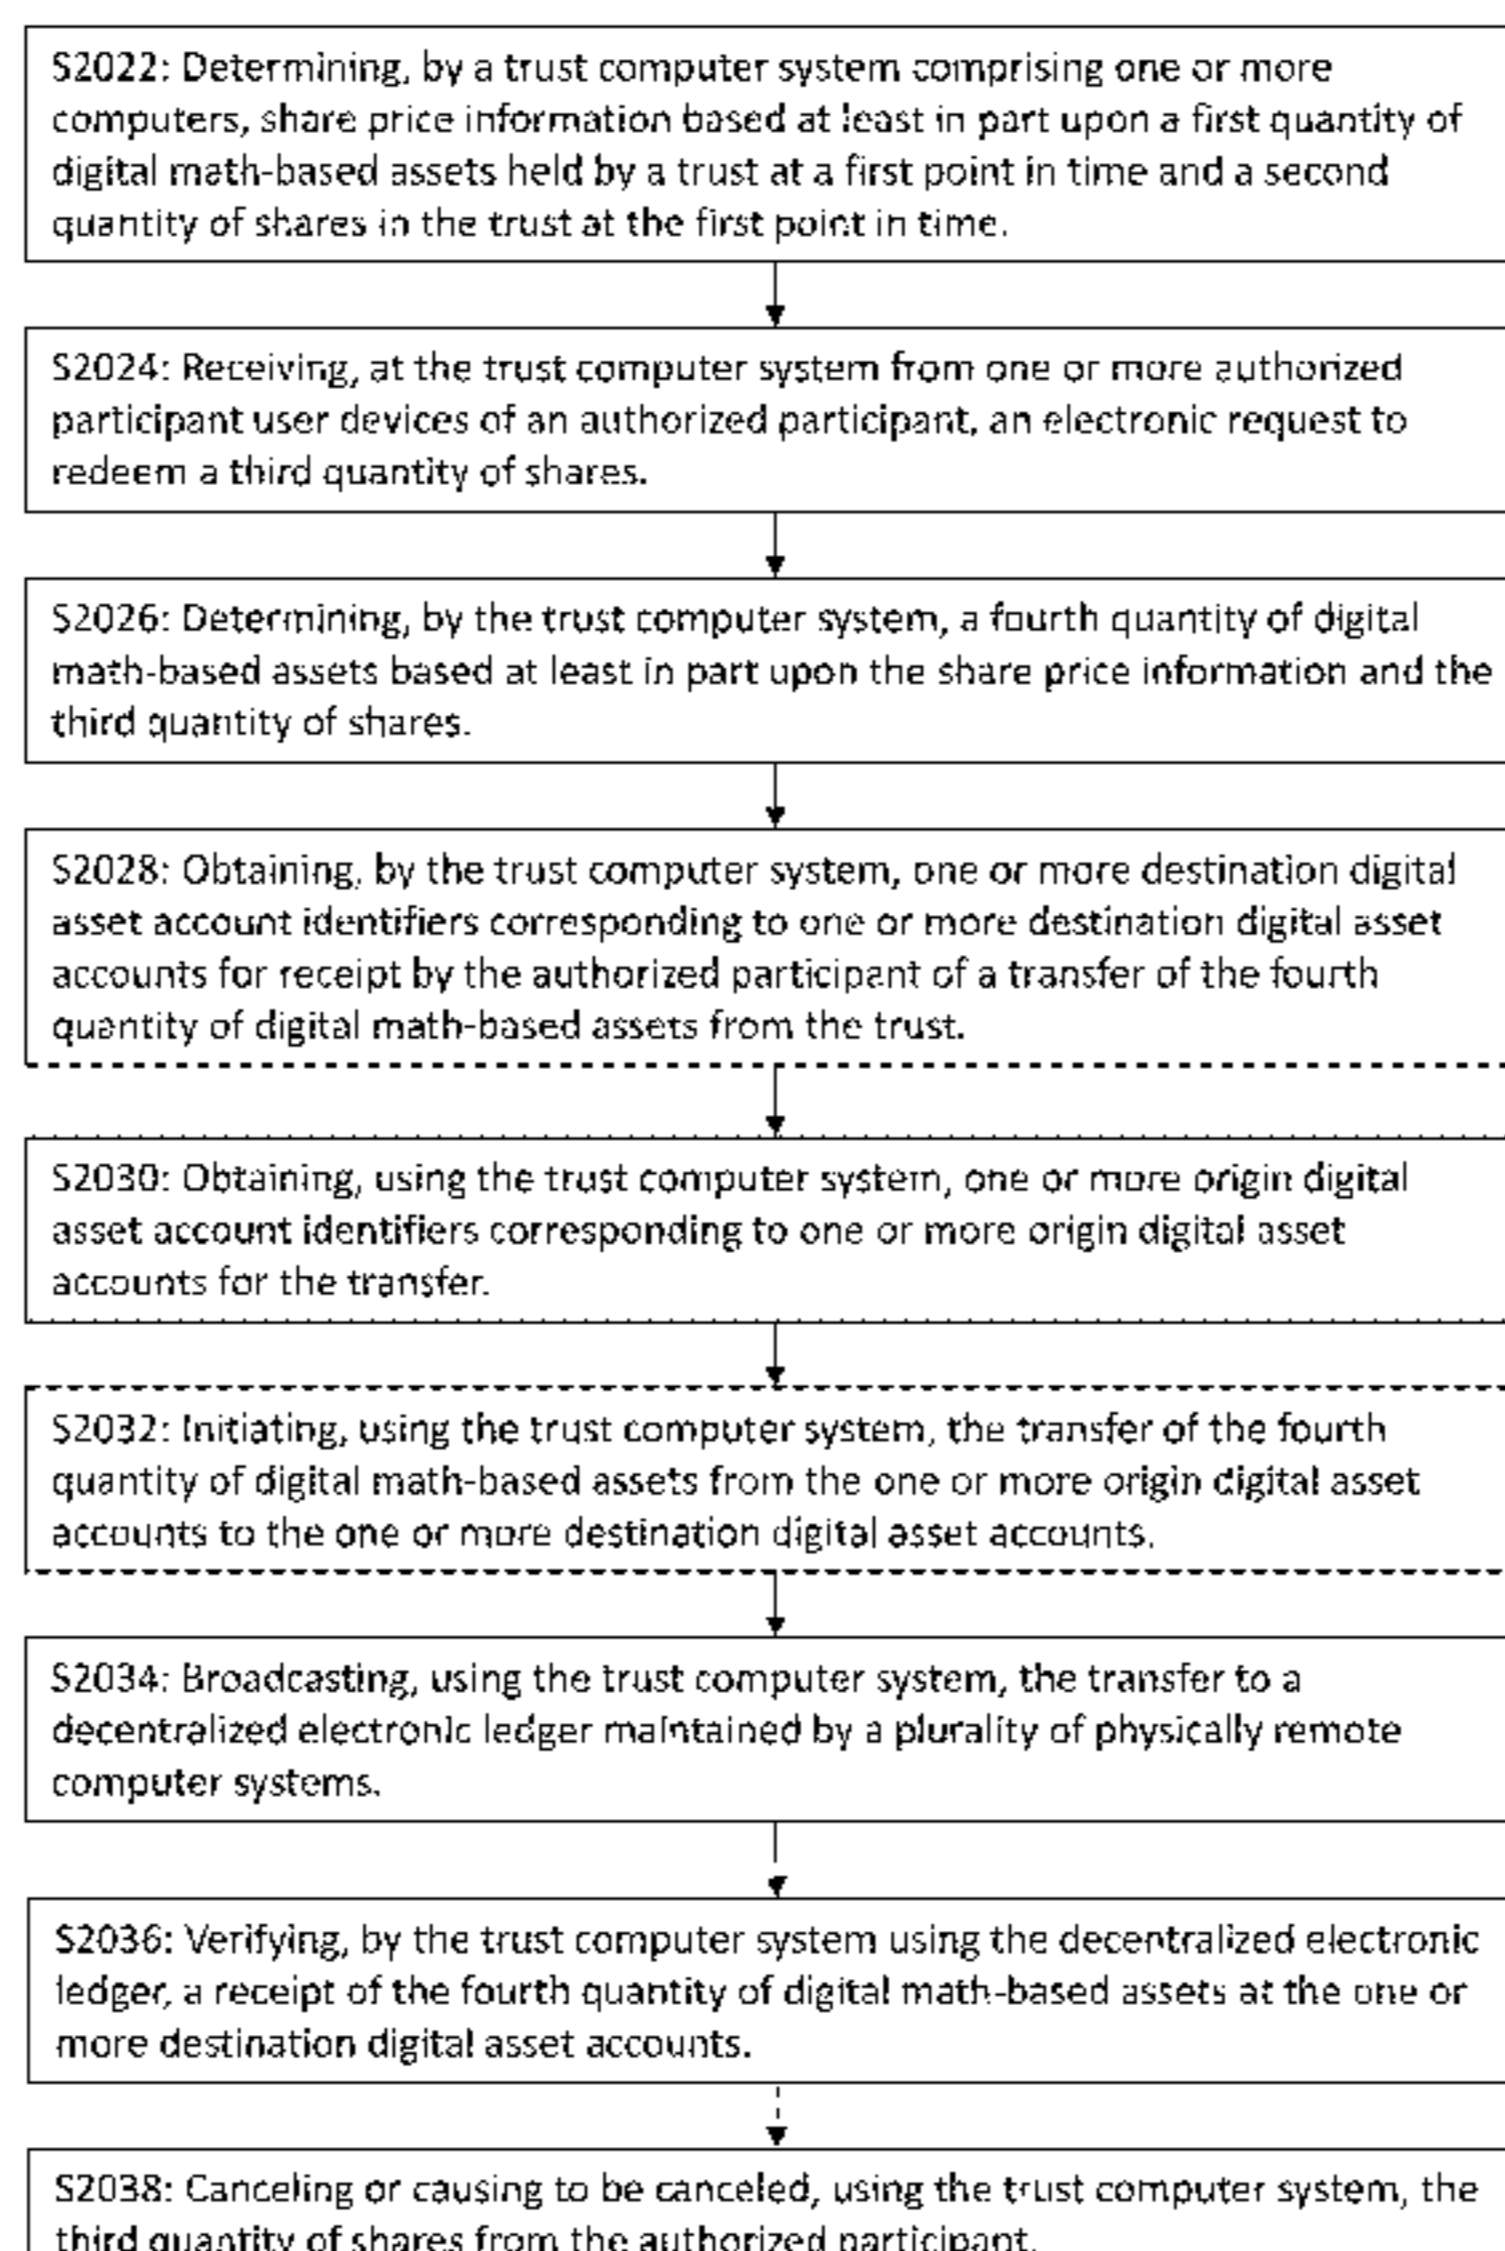 S2022: Determining, by a trust computer system comprising one or more
computers, share price information based at least in part upon a first quantity of
digital math-based assets held by a trust at a first point in time and a second
quantity of shares in the trust at the first point in time.
S2024: Receiving, at the trust computer system from one or more authorized
participant user devices of an authorized participant, an electronic request to
redeem a third quantity of shares.
S2026: Determining, by the trust computer system, a fourth quantity of digital
math-based assets based at least in part upon the share price information and the
third quantity of shares.
S2028: Obtaining, by the trust computer system, one or more destination digital
asset account identifiers corresponding to one or more destination digital asset
accounts for receipt by the authorized participant of a transfer of the fourth
quantity of digital math-based assets from the trust.
S2030: Obtaining, using the trust computer system, one or more origin digital
asset account identifiers corresponding to one or more origin digital asset
accounts for the transfer.
S2032: Initiating, using the trust computer system, the transfer of the fourth
quantity of digital math-based assets from the one or more origin digital asset
accounts to the one or more destination digital asset accounts.
S2034: Broadcasting, using the trust computer system, the transfer to a
decentralized electronic ledger maintained by a plurality of physically remote
computer systems.
S2036: Verifying, by the trust computer system using the decentralized electronic
ledger, a receipt of the fourth quantity of digital math-based assets at the one or
more destination digital asset accounts.
S2038: Canceling or causing to be canceled, using the trust computer system, the
third quantity of shares from the authorized participant.